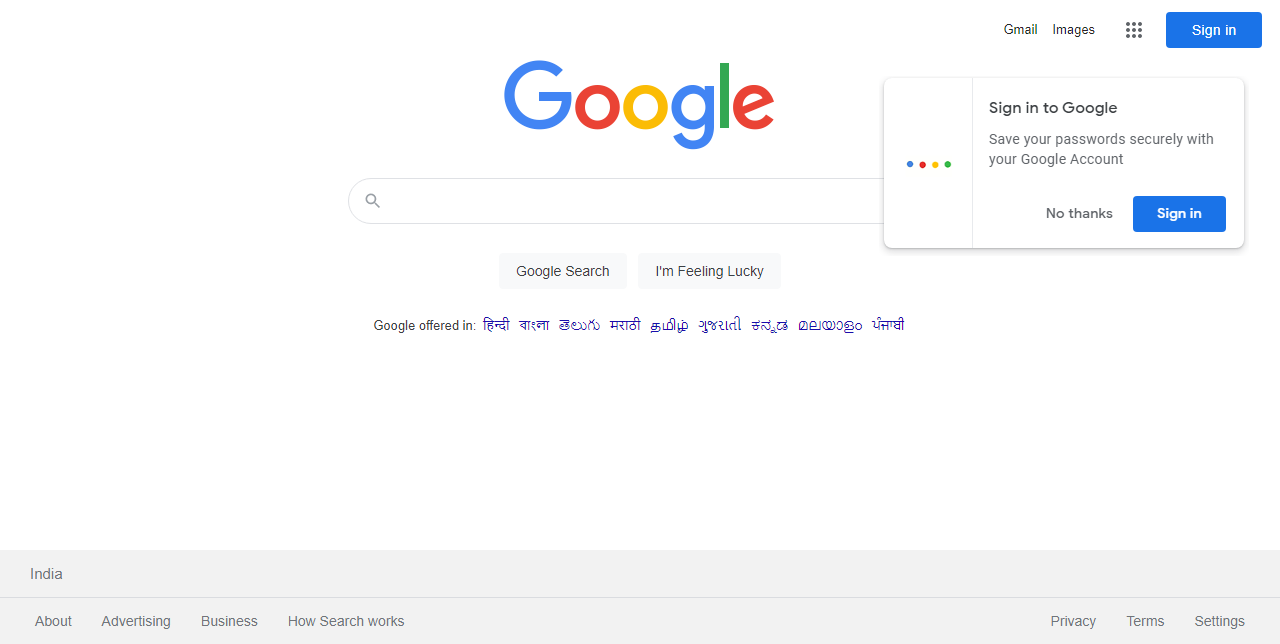 Gmail Images Sign in
Google
Sign in to Google
Save your passwords securely with
your Google Account
No thanks Sign in
Google Search I'm Feeling Lucky
Google offered in: हिन्दी বাংলা తెలుగు मराठी தமிழ் ગુજરાતી ಕನ್ನಡ മലയാളം ਪੰਜਾਬੀ
India
About Advertising Business How Search works Privacy Terms Settings